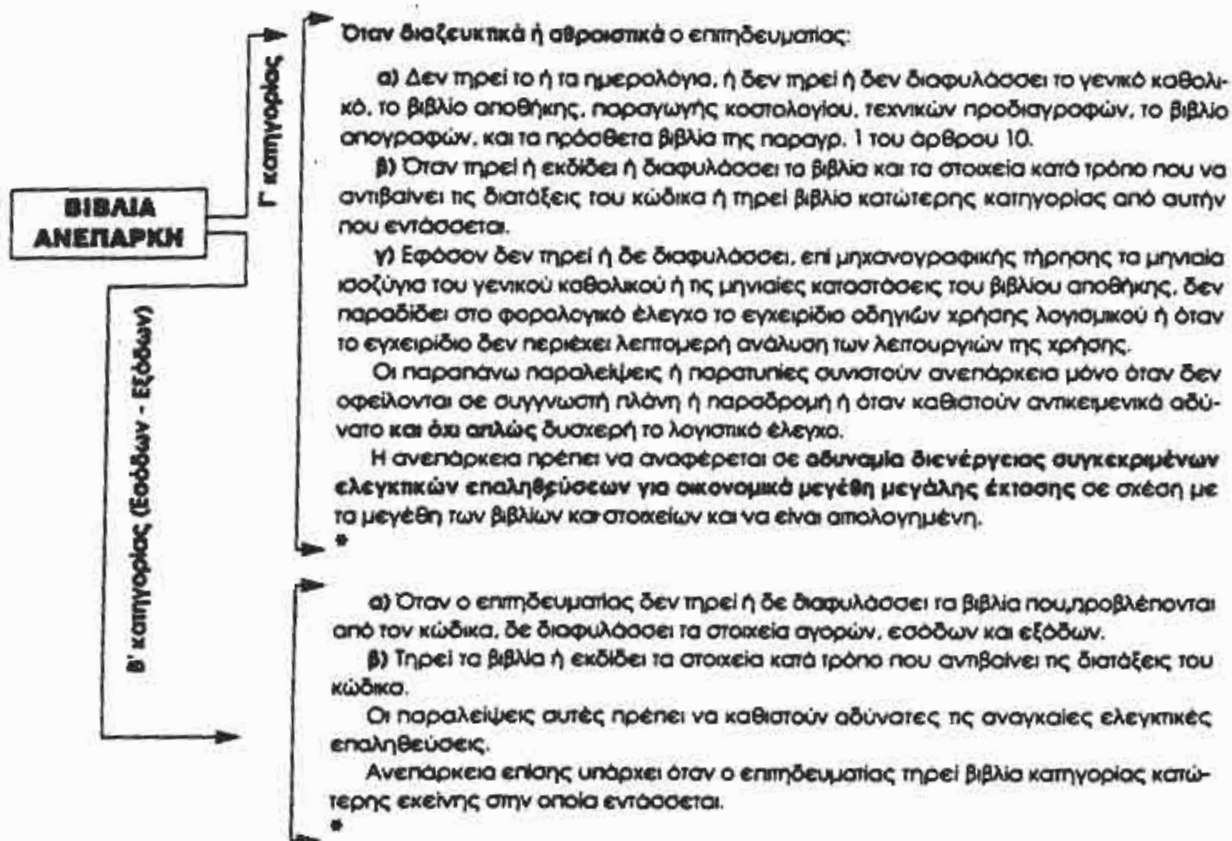 ΒΙΒΛΙΑ
ΑΝΕΠΑΡΚΗ
Γ' κατηγορίας
Όταν διαζευκτικά ή αθροιστικά ο επιτηδευματίας:
α) Δεν τηρεί το ή τα ημερολόγια, ή δεν τηρεί ή δεν διαφυλάσσει το γενικό καθολι-
κό, το βιβλίο αποθήκης, παραγωγής κοστολογίου, τεχνικών προδιαγραφών, το βιβλίο
απογραφών, και τα πρόσθετα βιβλία της παραγρ. 1 του άρθρου 10.
β) Όταν τηρεί ή εκδίδει ή διαφυλάσσει τα βιβλία και τα στοιχεία κατά τρόπο που να
αντιβαίνει τις διατάξεις του κώδικα ή τηρεί βιβλία κατώτερης κατηγορίας από αυτήν
που εντάσσεται.
γ) Εφόσον δεν τηρεί ή δε διαφυλάσσει, επί μηχανογραφικής τήρησης τα μηνιαία
ισοζύγια του γενικού καθολικού ή τις μηνιαίες καταστάσεις του βιβλίου αποθήκης, δεν
παραδίδει στο φορολογικό έλεγχο το εγχειρίδιο οδηγιών χρήσης λογισμικού ή όταν
το εγχειρίδιο δεν περιέχει λεπτομερή ανάλυση των λειτουργιών της χρήσης.
Οι παραπάνω παραλείψεις ή παρατυπίες συνιστούν ανεπάρκεια μόνο όταν δεν
οφείλονται σε συγγνωστή πλάνη ή παραδρομή ή όταν καθιστούν αντικειμενικά αδύ-
νατο και όχι απλώς δυσχερή το λογιστικό έλεγχο.
Η ανεπάρκεια πρέπει να αναφέρεται σε αδυναμία διενέργειας συγκεκριμένων
ελεγκτικών επαληθεύσεων για οικονομικά μεγέθη μεγάλης έκτασης σε σχέση με
τα μεγέθη των βιβλίων και στοιχείων και να είναι αιτιολογημένη.
*
Β' κατηγορίας (Εσόδων - Εξόδων)
α) Όταν ο επιτηδευματίας δεν τηρεί ή δε διαφυλάσσει τα βιβλία που προβλέπονται
από τον κώδικα, δε διαφυλάσσει τα στοιχεία αγορών, εσόδων και εξόδων.
β) Τηρεί τα βιβλία ή εκδίδει τα στοιχεία κατά τρόπο που αντιβαίνει τις διατάξεις του
κώδικα.
Οι παραλείψεις αυτές πρέπει να καθιστούν αδύνατες τις αναγκαίες ελεγκτικές
επαληθεύσεις.
Ανεπάρκεια επίσης υπάρχει όταν ο επιτηδευματίας τηρεί βιβλία κατηγορίας κατώ-
τερης εκείνης στην οποία εντάσσεται.
*